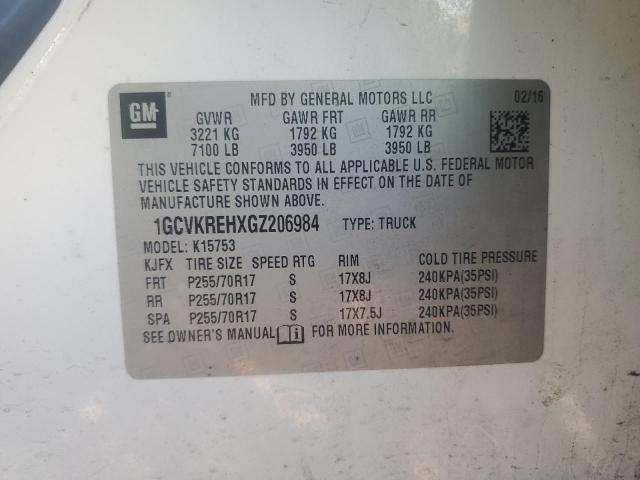 GM MFD BY GENERAL MOTORS LLC 02/16
GVWR GAWR FRT GAWR RR
3221 KG 1792 KG 1792 KG
7100 LB 3950 LB 3950 LB
THIS VEHICLE CONFORMS TO ALL APPLICABLE U.S. FEDERAL MOTOR
VEHICLE SAFETY STANDARDS IN EFFECT ON THE DATE OF
MANUFACTURE SHOWN ABOVE.
1GCVKREHXGZ206984 TYPE: TRUCK
MODEL: K15753
KJFX TIRE SIZE SPEED RTG RIM COLD TIRE PRESSURE
FRT P255/70R17 S 17X8J 240KPA(35PSI)
RR P255/70R17 S 17X8J 240KPA(35PSI)
SPA P255/70R17 S 17X7.5J 240KPA(35PSI)
SEE OWNER'S MANUAL FOR MORE INFORMATION.